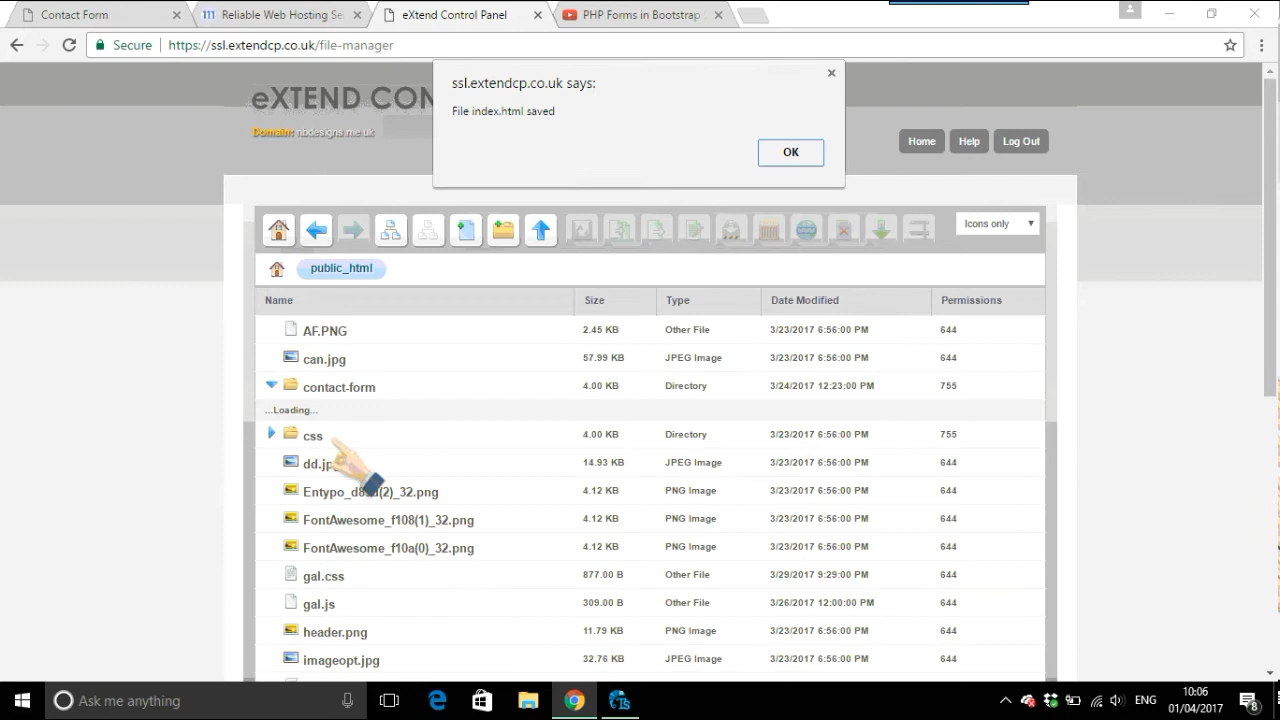 Contact Form
Reliable Web Hosting Se
eXtend Control Panel
PHP Forms in Bootstrap
Secure
https://ssl.extendcp.co.uk/file-manager
ssl.extendcp.co.uk says:
File index.html saved
OK
eXTEND CON
Domain: nbdesigns.me.uk
Home
Help
Log Out
Icons only
public_html
Name Size Type Date Modified Permissions
AF.PNG 2.45 KB Other File 3/23/2017 6:56:00 PM 644
can.jpg 57.99 KB JPEG Image 3/23/2017 6:56:00 PM 644
contact-form 4.00 KB Directory 3/24/2017 12:23:00 PM 755
...Loading...
css 4.00 KB Directory 3/23/2017 6:56:00 PM 755
dd.jp 14.93 KB JPEG Image 3/23/2017 6:56:00 PM 644
(2)_32.png 4.12 KB PNG Image 3/23/2017 6:56:00 PM 644
FontAwesome_f108(1)_32.png 4.12 KB PNG Image 3/23/2017 6:56:00 PM 644
FontAwesome_f10a(0)_32.png 4.12 KB PNG Image 3/23/2017 6:56:00 PM 644
gal.css 877.00 B Other File 3/29/2017 9:29:00 PM 644
gal.js 309.00 B Other File 3/26/2017 12:00:00 PM 644
header.png 11.79 KB PNG Image 3/23/2017 6:56:00 PM 644
imageopt.jpg 32.76 KB JPEG Image 3/23/2017 6:56:00 PM 644
Ask me anything
ENG
10:06
01/04/2017
8